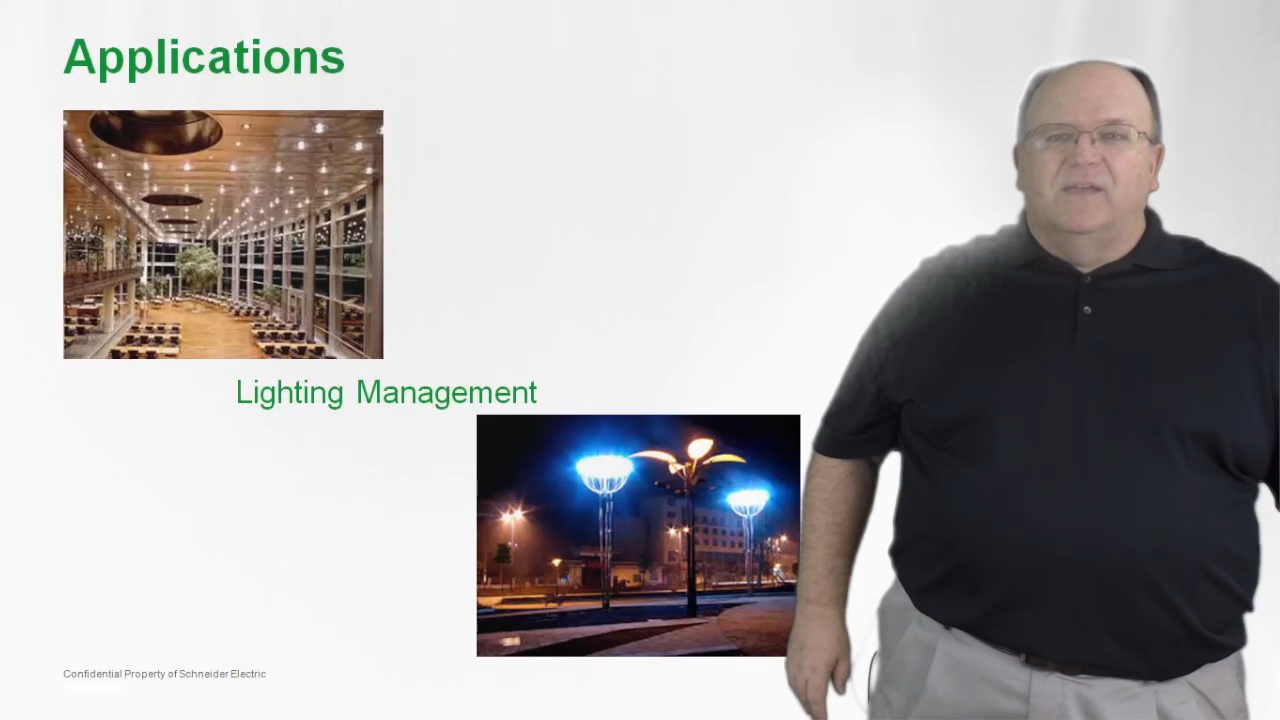 Applications
Lighting Management
Confidential Property of Schneider Electric